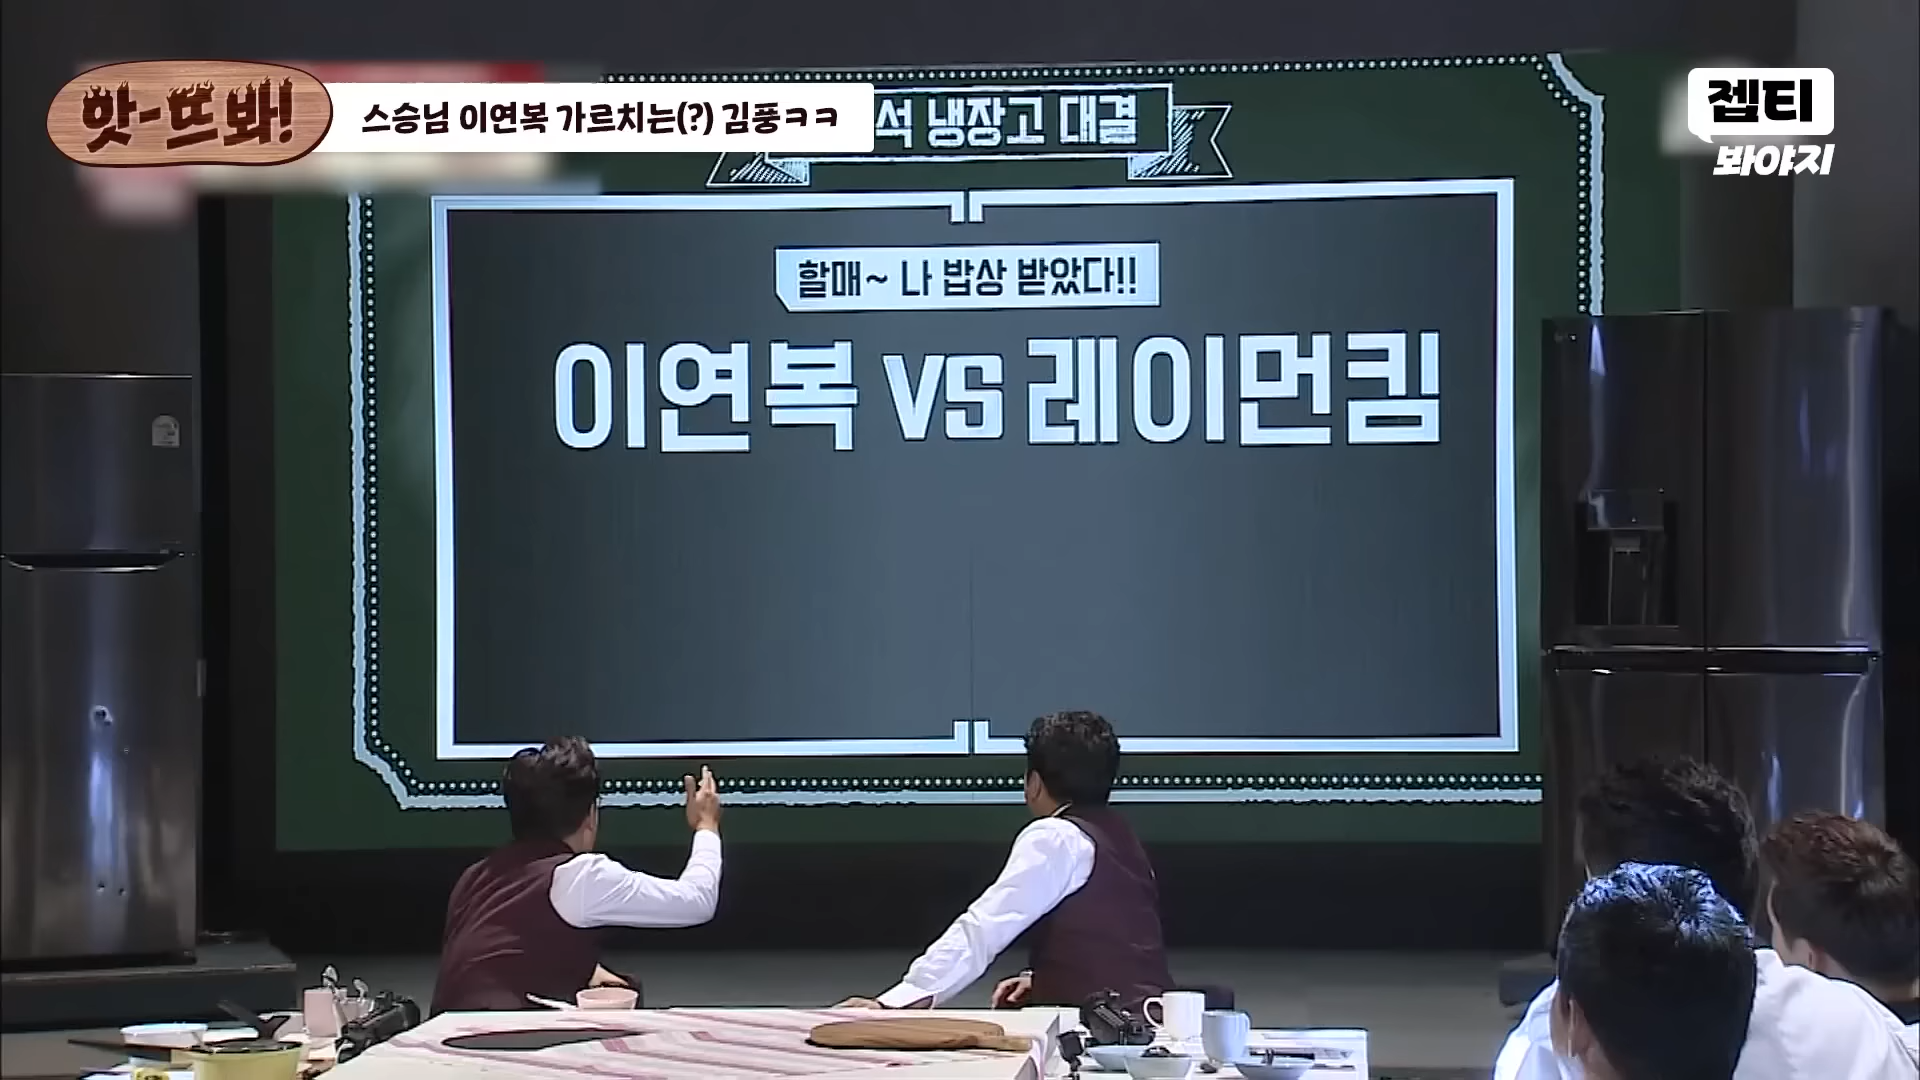 앗-뜨봐!
스승님 이연복 가르치는(?) 김풍ㅋㅋ
석 냉장고 대결
젭티
봐야지
할매~ 나 밥상 받았다!!
이연복 VS 레이먼킴